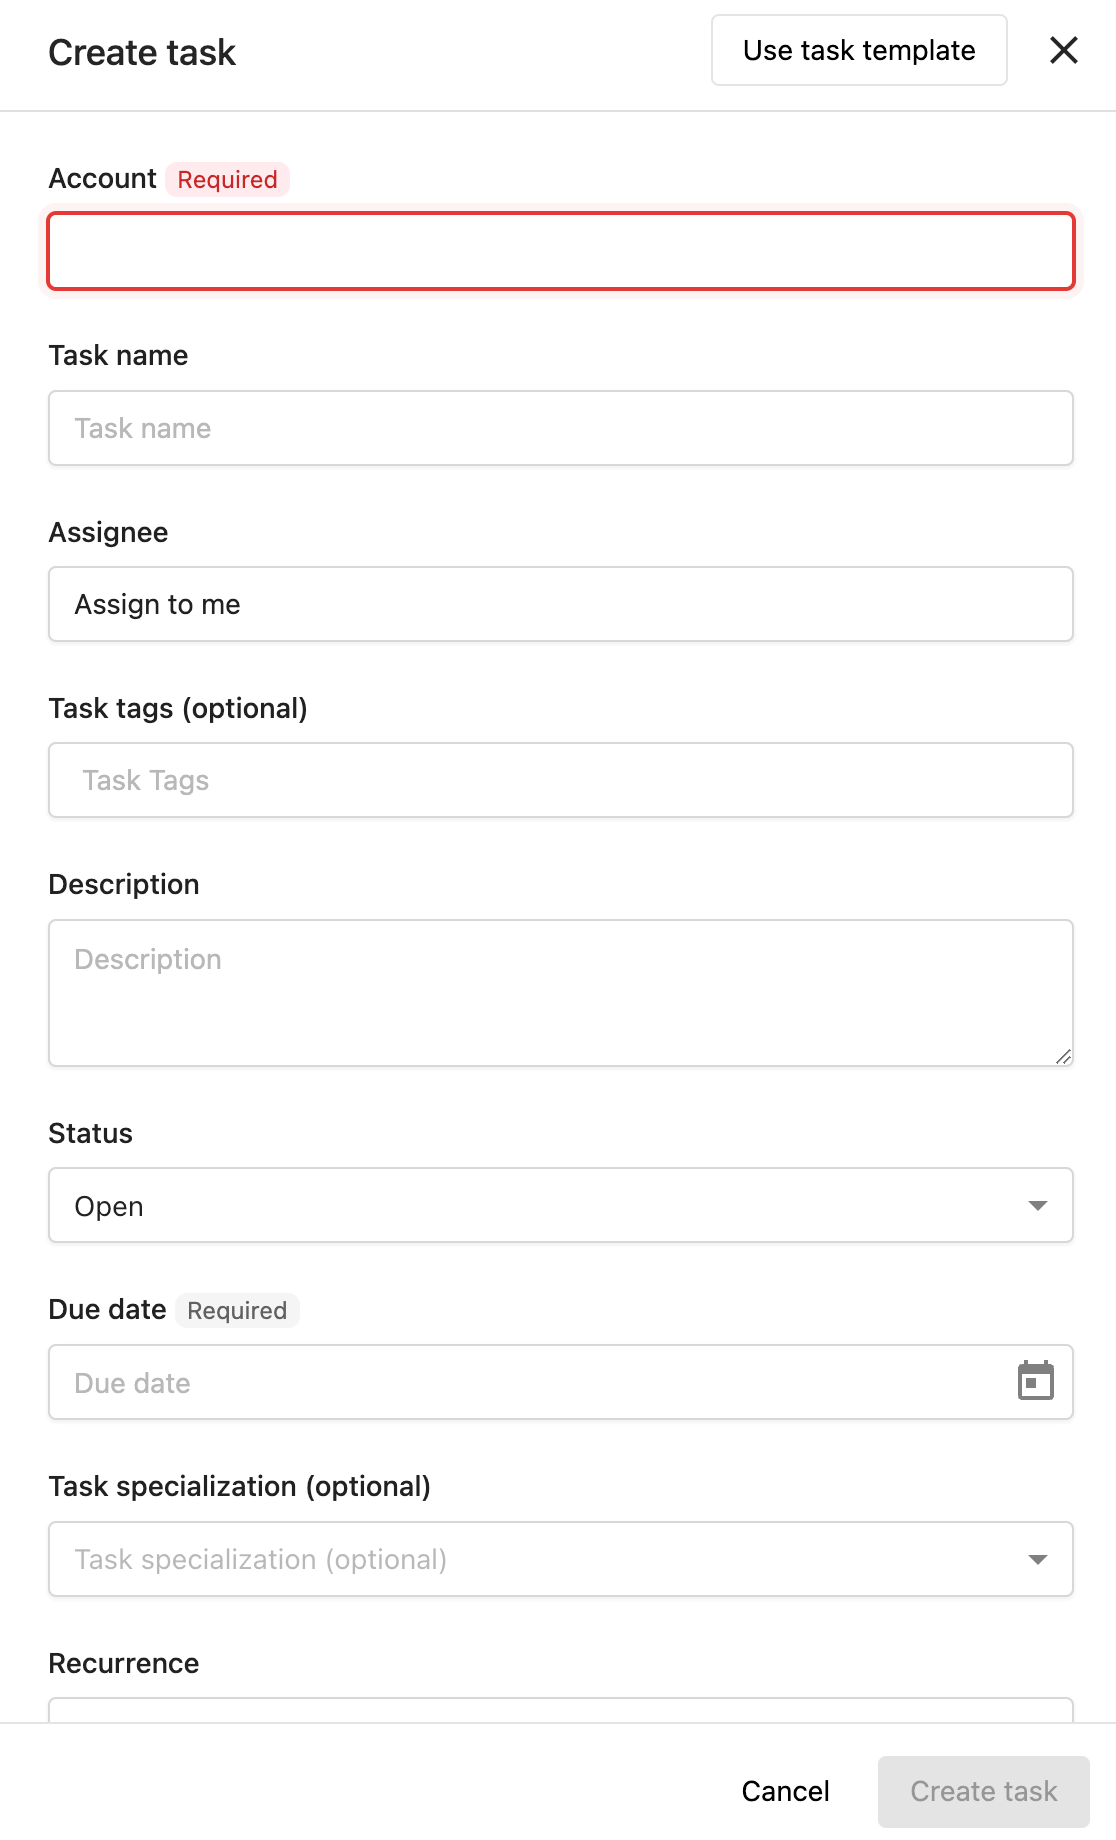 Create task
Use task template
Account Required
Task name
Task name
Assignee
Assign to me
Task tags (optional)
Task Tags
Description
Description
Status
Open
Due date Required
Due date
Task specialization (optional)
Task specialization (optional)
Recurrence
Cancel
Create task